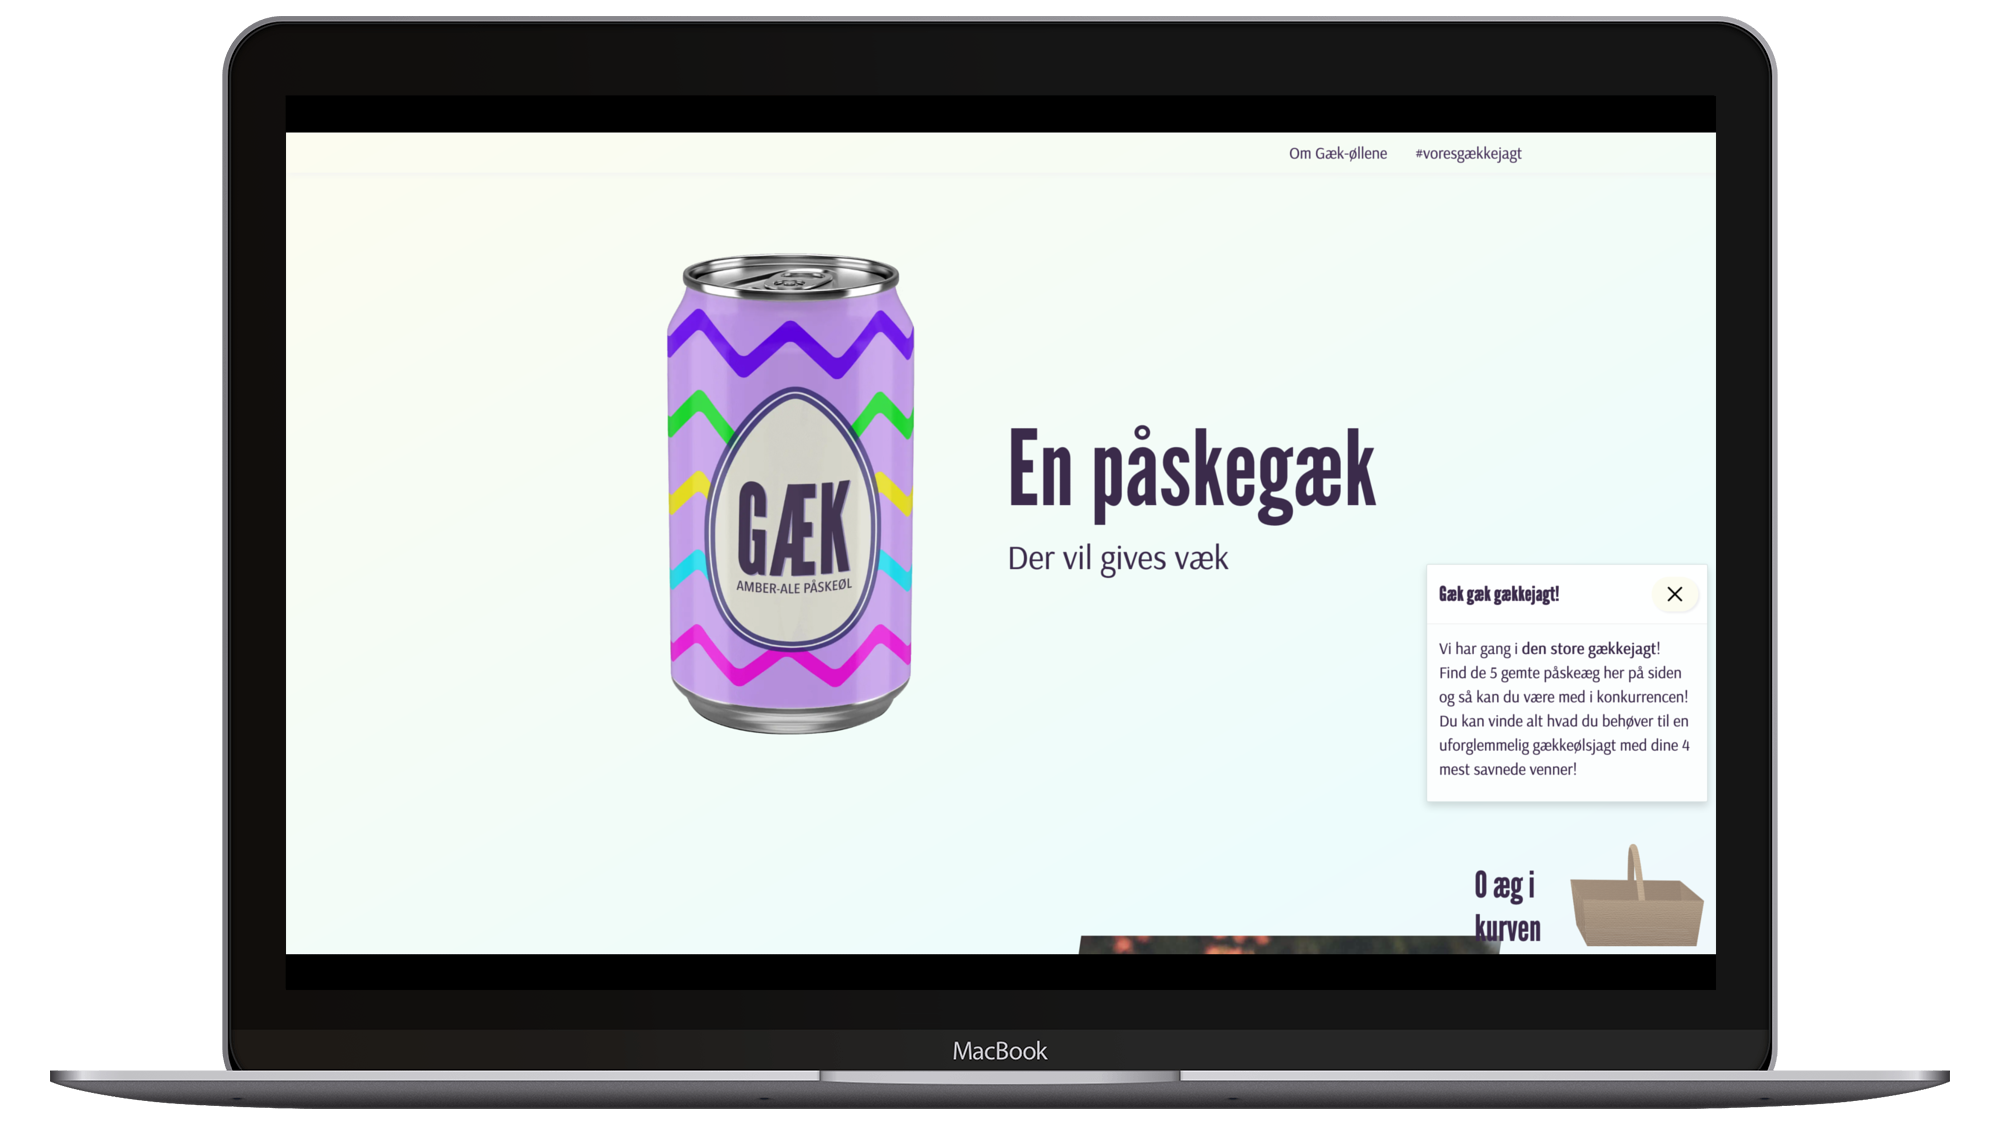 Om Gæk-øllene #voresgækkejagt
GÆK
AMBER-ALE PÅSKEØL
En påskegæk
Der vil gives væk
Gæk gæk gækkejagt!
Vi har gang i den store gækkejagt!
Find de 5 gemte påskeæg her på siden
og så kan du være med i konkurrencen!
Du kan vinde alt hvad du behøver til en
uforglemmelig gækkeølsjagt med dine 4
mest savnede venner!
0 æg i
kurven
MacBook